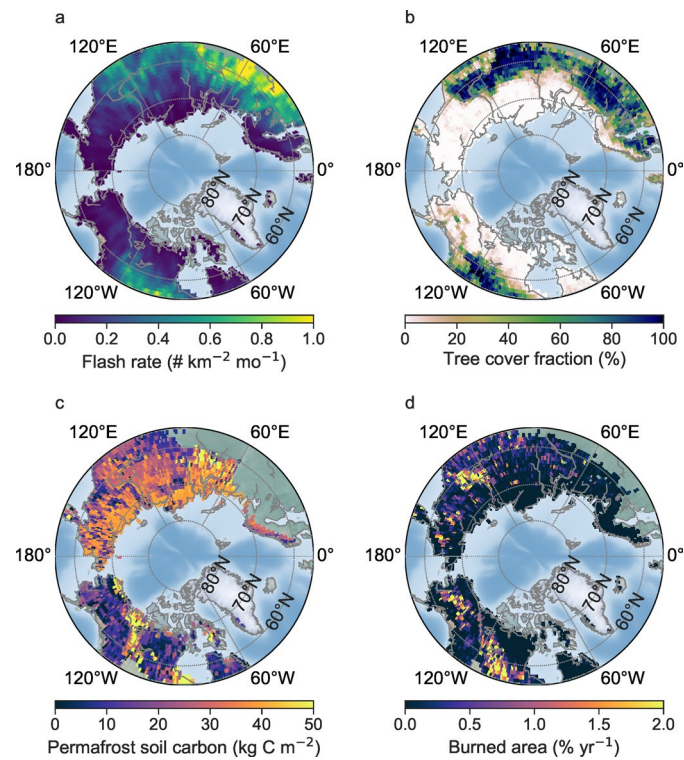 a
120°E
60°E
180°
0°
80°N
70°N
60°N
120°W
60°W
0.0 0.2 0.4 0.6 0.8 1.0
Flash rate (# km⁻² mo⁻¹)
b
120°E
60°E
180°
0°
80°N
70°N
60°N
120°W
60°W
0 20 40 60 80 100
Tree cover fraction (%)
c
120°E
60°E
180°
0°
80°N
70°N
60°N
120°W
60°W
0 10 20 30 40 50
Permafrost soil carbon (kg C m⁻²)
d
120°E
60°E
180°
0°
80°N
70°N
60°N
120°W
60°W
0.0 0.5 1.0 1.5 2.0
Burned area (% yr⁻¹)